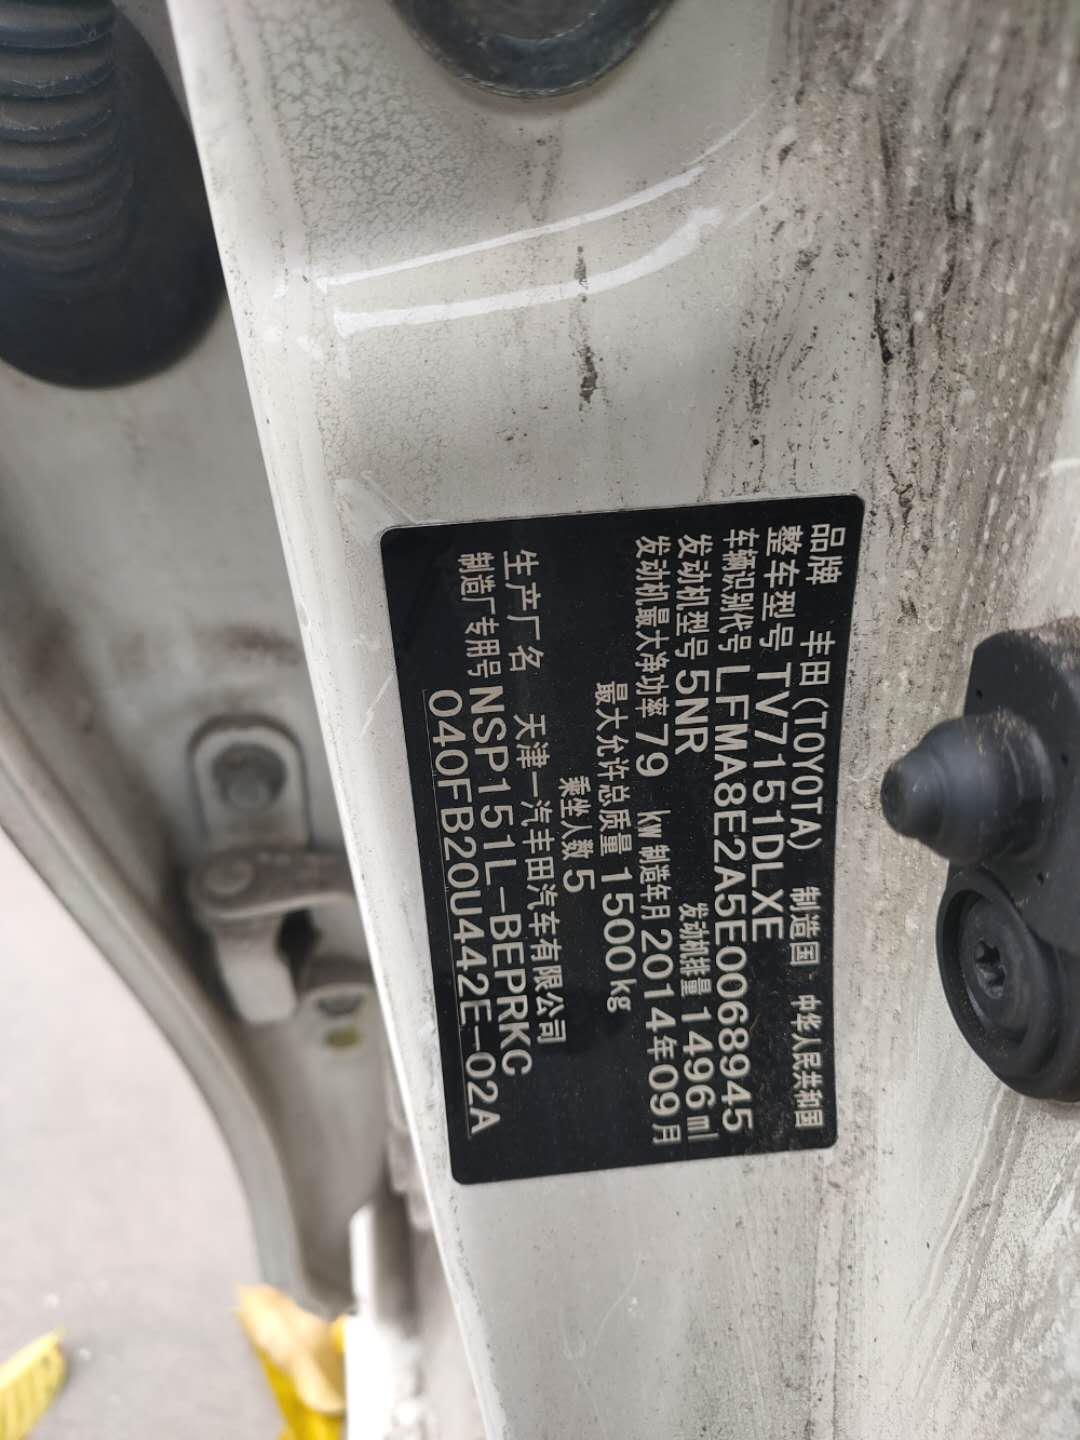 品牌 丰田(TOYOTA) 制造国 中华人民共和国
整车型号 TV7151DLXE
车辆识别代号 LFMA8E2A5E0068945
发动机型号 5NR 发动机排量 1496ml
发动机最大净功率 79 kw 制造年月 2014年09月
最大允许总质量 1500kg
乘坐人数 5
生产厂名 天津一汽丰田汽车有限公司
制造厂专用号 NSP151L-BEPRKC
040FB20U442E-02A